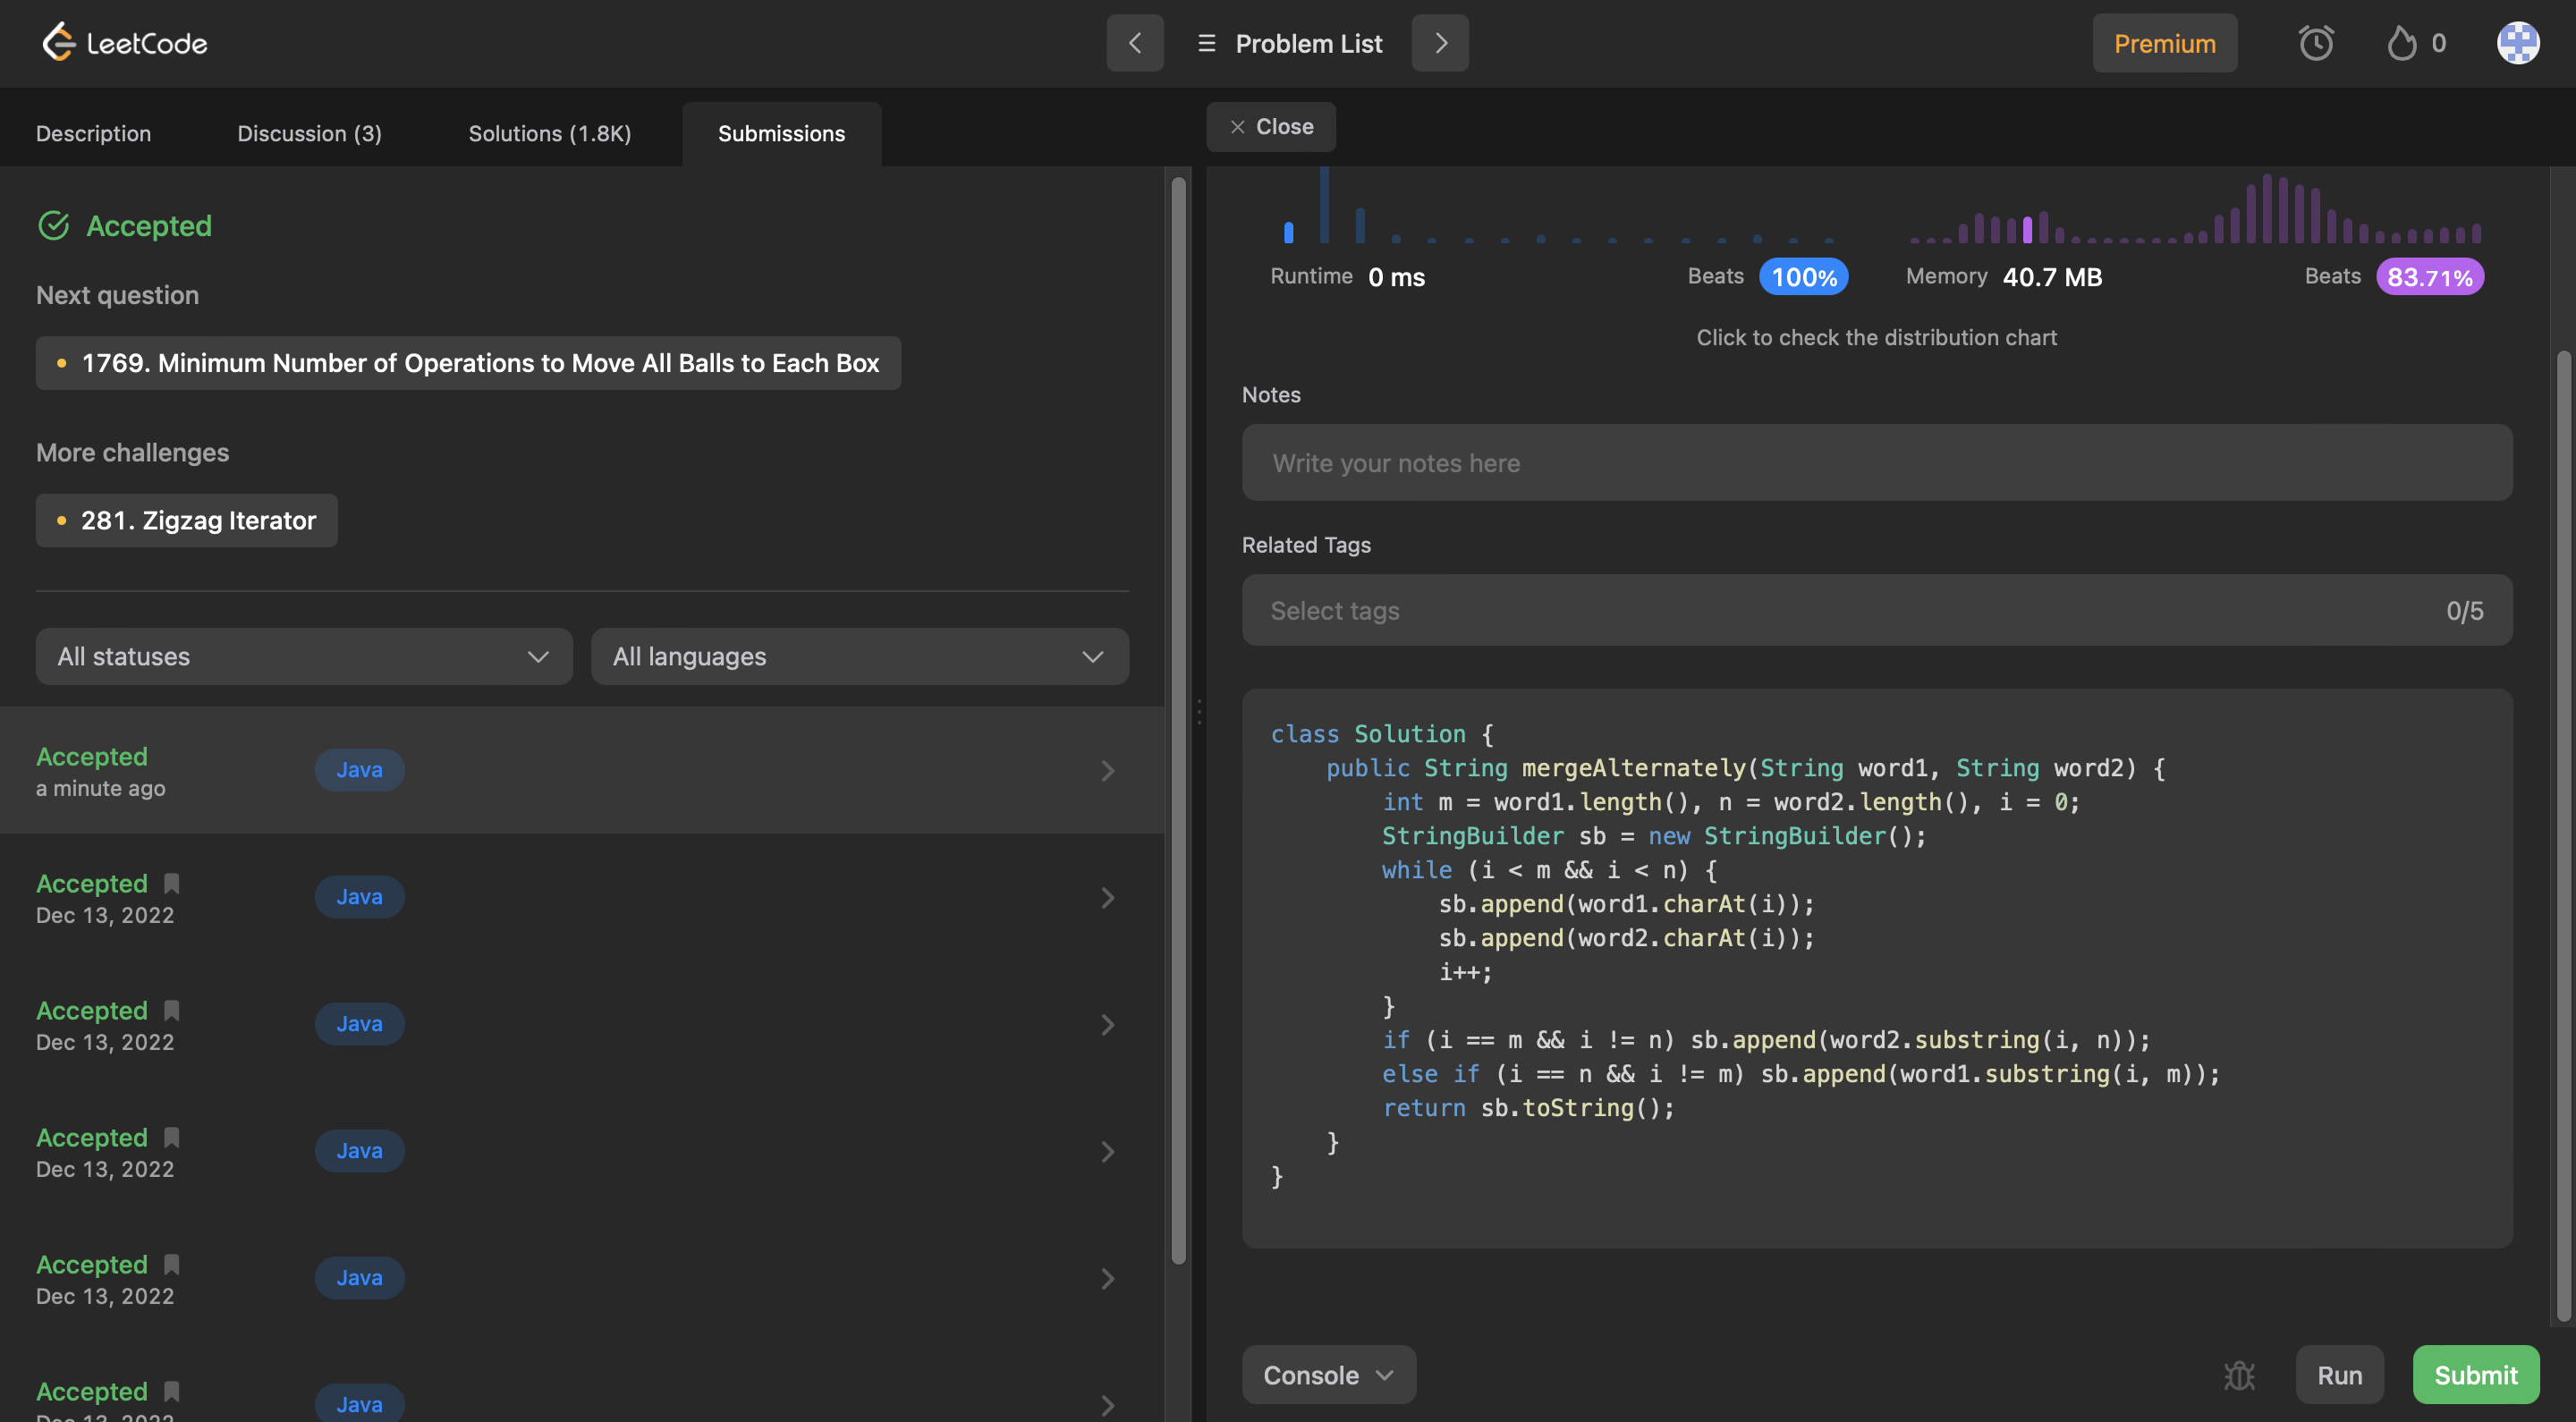 LeetCode
Problem List
Premium
0
Description
Discussion (3)
Solutions (1.8K)
Submissions
Close
Accepted
Next question
1769. Minimum Number of Operations to Move All Balls to Each Box
More challenges
281. Zigzag Iterator
All statuses
All languages
Accepted
a minute ago
Java
Accepted
Dec 13, 2022
Java
Accepted
Dec 13, 2022
Java
Accepted
Dec 13, 2022
Java
Accepted
Dec 13, 2022
Java
Accepted
Java
Runtime 0 ms
Beats 100%
Memory 40.7 MB
Beats 83.71%
Click to check the distribution chart
Notes
Write your notes here
Related Tags
Select tags
0/5
class Solution {
    public String mergeAlternately(String word1, String word2) {
        int m = word1.length(), n = word2.length(), i = 0;
        StringBuilder sb = new StringBuilder();
        while (i < m && i < n) {
            sb.append(word1.charAt(i));
            sb.append(word2.charAt(i));
            i++;
        }
        if (i == m && i != n) sb.append(word2.substring(i, n));
        else if (i == n && i != m) sb.append(word1.substring(i, m));
        return sb.toString();
    }
}
Console
Run
Submit